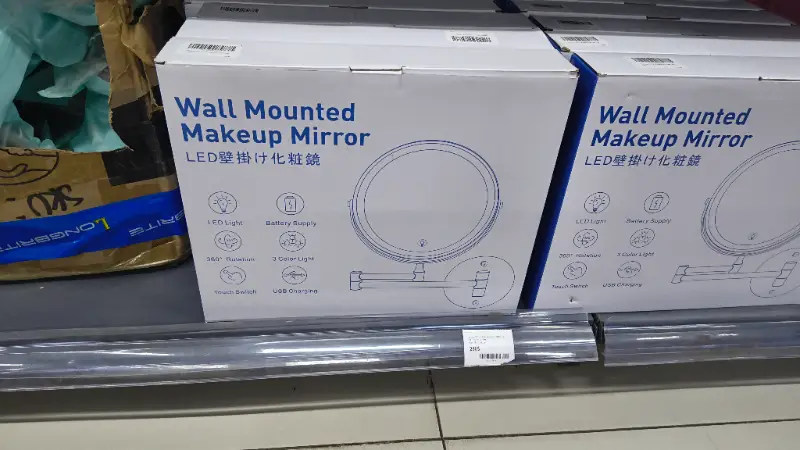 Wall Mounted
Makeup Mirror
LED壁掛け化粧鏡
LED Light
Battery Supply
360° Rotation
3 Color Light
Touch Switch
USB Charging
Wall Mounted
Makeup Mirror
LED壁掛け化粧鏡
LED Light
Battery Supply
360° Rotation
3 Color Light
Touch Switch
USB Charging
SKU
LONGBRITE